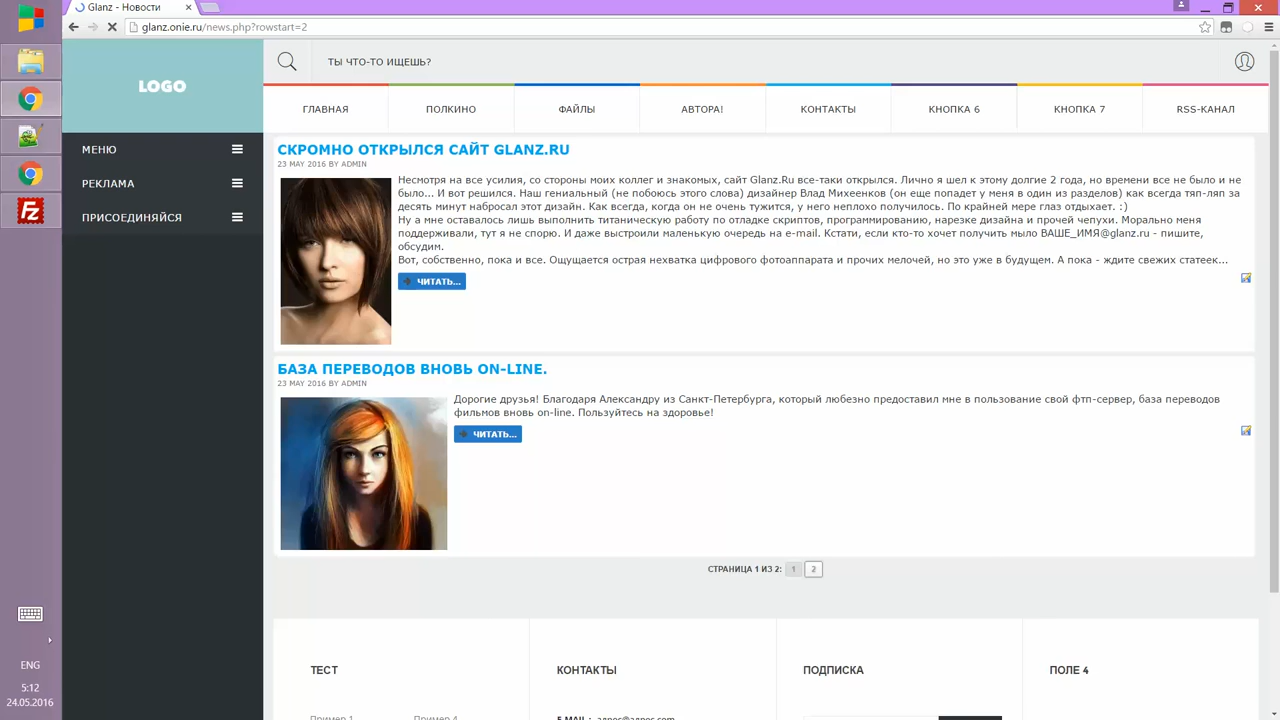 Glanz - Новости
glanz.onie.ru/news.php?rowstart=2
LOGO
ТЫ ЧТО-ТО ИЩЕШЬ?
ГЛАВНАЯ
ПОЛКИНО
ФАЙЛЫ
АВТОРА!
КОНТАКТЫ
КНОПКА 6
КНОПКА 7
RSS-КАНАЛ
МЕНЮ
РЕКЛАМА
ПРИСОЕДИНЯЙСЯ
СКРОМНО ОТКРЫЛСЯ САЙТ GLANZ.RU
23 MAY 2016 BY ADMIN
Несмотря на все усилия, со стороны моих коллег и знакомых, сайт Glanz.Ru все-таки открылся. Лично я шел к этому долгие 2 года, но времени все не было и не
было... И вот решился. Наш гениальный (не побоюсь этого слова) дизайнер Влад Михеенков (он еще попадет у меня в один из разделов) как всегда тяп-ляп за
десять минут набросал этот дизайн. Как всегда, когда он не очень тужится, у него неплохо получилось. По крайней мере глаз отдыхает. :)
Ну а мне оставалось лишь выполнить титаническую работу по отладке скриптов, программированию, нарезке дизайна и прочей чепухи. Морально меня
поддерживали, тут я не спорю. И даже выстроили маленькую очередь на e-mail. Кстати, если кто-то хочет получить мыло ВАШЕ_ИМЯ@glanz.ru - пишите,
обсудим.
Вот, собственно, пока и все. Ощущается острая нехватка цифрового фотоаппарата и прочих мелочей, но это уже в будущем. А пока - ждите свежих статеек...
ЧИТАТЬ...
БАЗА ПЕРЕВОДОВ ВНОВЬ ON-LINE.
23 MAY 2016 BY ADMIN
Дорогие друзья! Благодаря Александру из Санкт-Петербурга, который любезно предоставил мне в пользование свой фтп-сервер, база переводов
фильмов вновь on-line. Пользуйтесь на здоровье!
ЧИТАТЬ...
СТРАНИЦА 1 ИЗ 2: 1 2
ТЕСТ
КОНТАКТЫ
ПОДПИСКА
ПОЛЕ 4
Пример 1
Пример 4
E-MAIL: адрес@адрес.com
ENG
5:12
24.05.2016